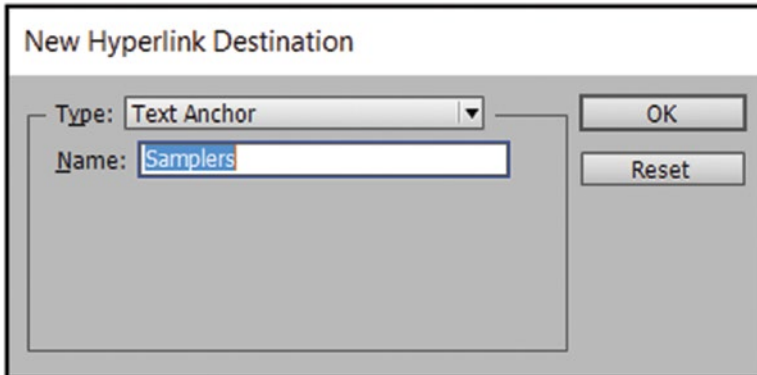 New Hyperlink Destination
Type: Text Anchor
OK
Name: Samplers
Reset